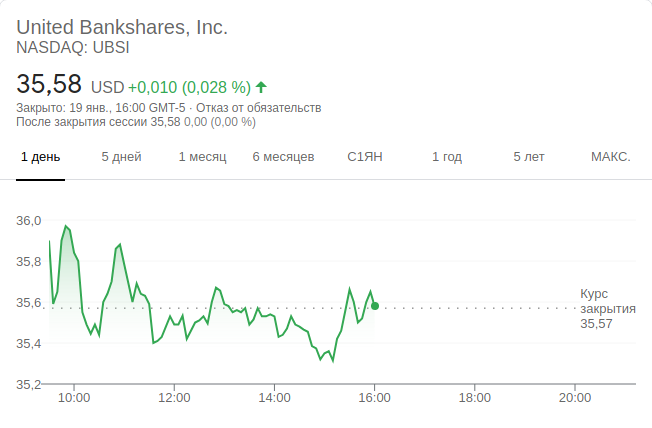 United Bankshares, Inc.
NASDAQ: UBSI
35,58 USD +0,010 (0,028 %)
Закрыто: 19 янв., 16:00 GMT-5 · Отказ от обязательств
После закрытия сессии 35,58 0,00 (0,00 %)
1 день 5 дней 1 месяц 6 месяцев С1ЯН 1 год 5 лет МАКС.
36,0
35,8
35,6
35,4
35,2
Курс
закрытия
35,57
10:00 12:00 14:00 16:00 18:00 20:00